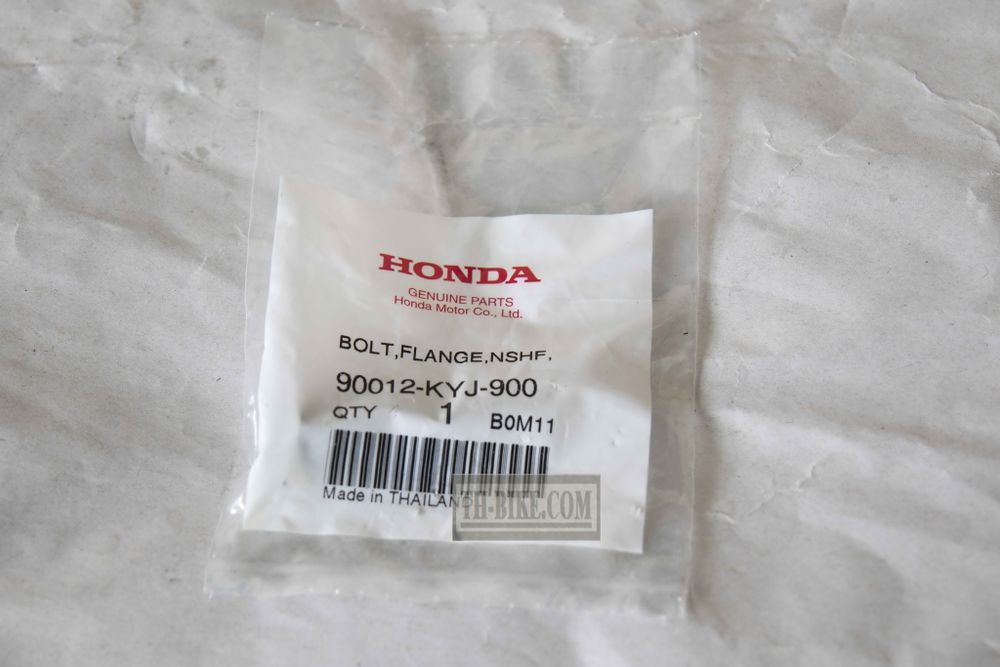 HONDA
GENUINE PARTS
Honda Motor Co., Ltd.
BOLT,FLANGE,NSHF,
90012-KYJ-900
QTY 1 B0M11
Made in THAILAND
TH-BIKE.COM